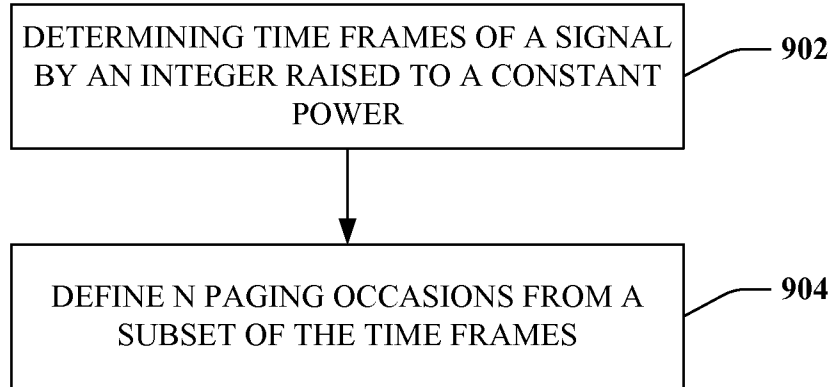 DETERMINING TIME FRAMES OF A SIGNAL
BY AN INTEGER RAISED TO A CONSTANT
POWER
902
DEFINE N PAGING OCCASIONS FROM A
SUBSET OF THE TIME FRAMES
904